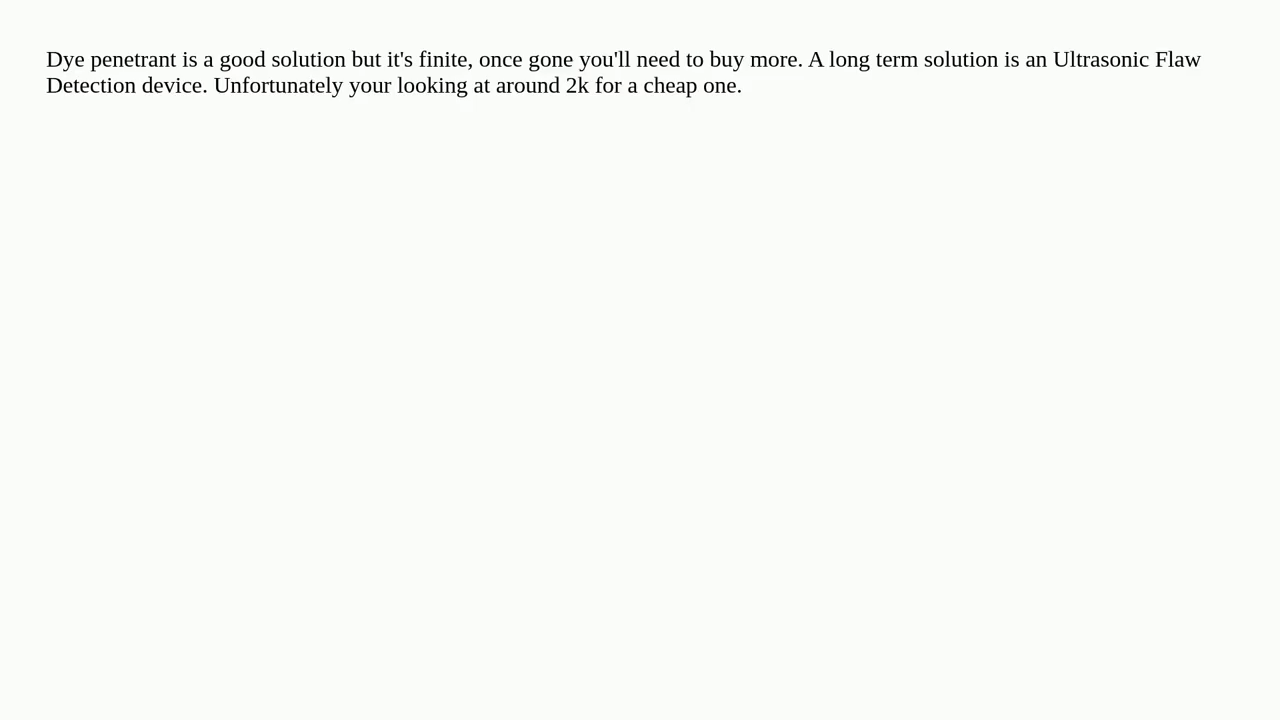 Dye penetrant is a good solution but it's finite, once gone you'll need to buy more. A long term solution is an Ultrasonic Flaw
Detection device. Unfortunately your looking at around 2k for a cheap one.